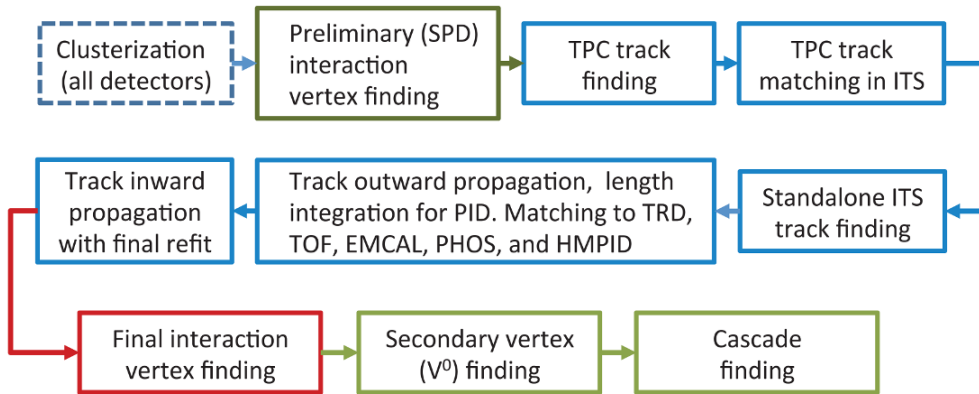 Clusterization
(all detectors)
Preliminary (SPD)
interaction
vertex finding
TPC track
finding
TPC track
matching in ITS
Track inward
propagation
with final refit
Track outward propagation, length
integration for PID. Matching to TRD,
TOF, EMCAL, PHOS, and HMPID
Standalone ITS
track finding
Final interaction
vertex finding
Secondary vertex
(V⁰) finding
Cascade
finding